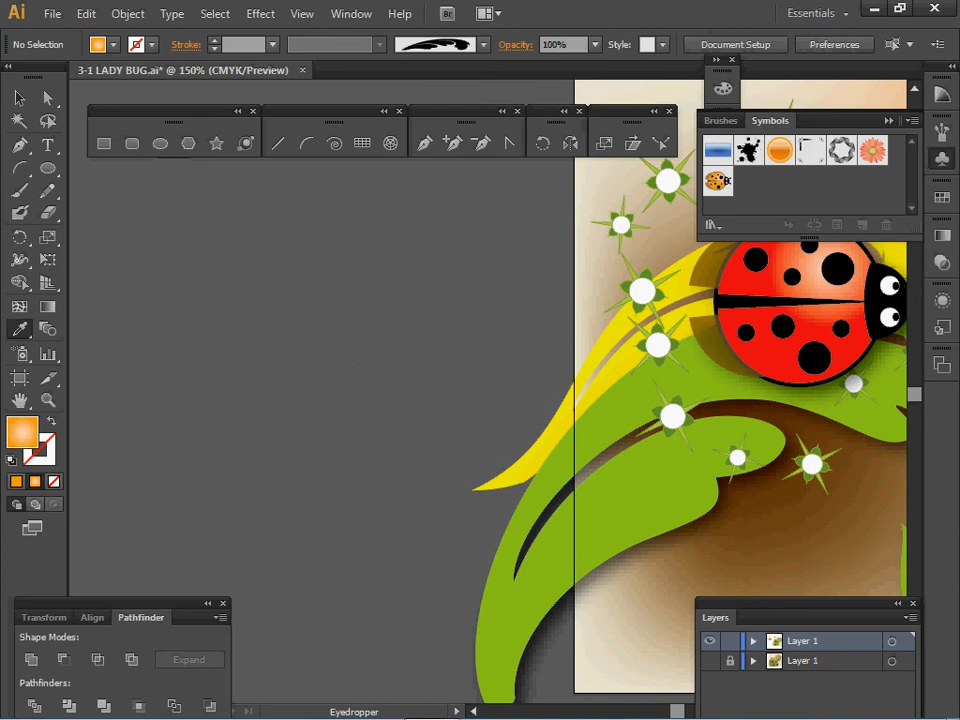 Ai File Edit Object Type Select Effect View Window Help Br Essentials
No Selection Stroke: Opacity: 100% Style: Document Setup Preferences
3-1 LADY BUG.ai* @ 150% (CMYK/Preview) ×
Brushes Symbols
Transform Align Pathfinder
Shape Modes:
Expand
Pathfinders:
Layers
Layer 1
Layer 1
Eyedropper